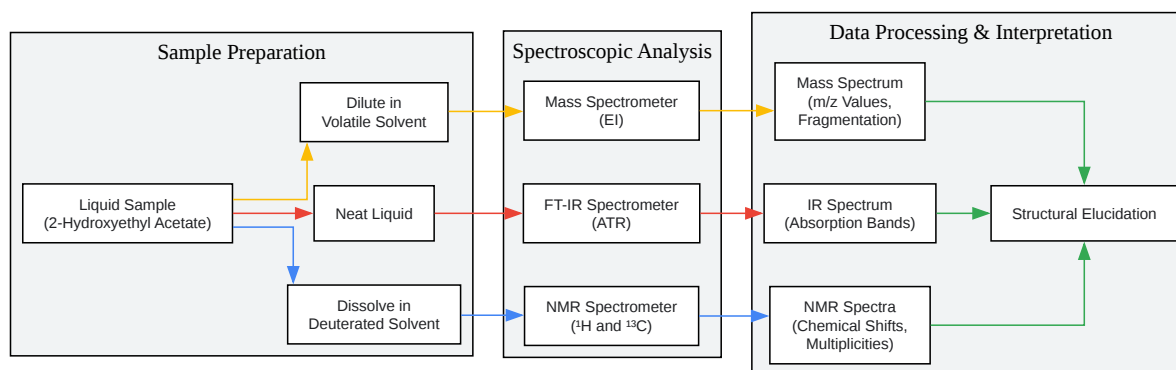 Sample Preparation
Liquid Sample
(2-Hydroxyethyl Acetate)
Dilute in
Volatile Solvent
Neat Liquid
Dissolve in
Deuterated Solvent
Spectroscopic Analysis
Mass Spectrometer
(EI)
FT-IR Spectrometer
(ATR)
NMR Spectrometer
(¹H and ¹³C)
Data Processing & Interpretation
Mass Spectrum
(m/z Values,
Fragmentation)
IR Spectrum
(Absorption Bands)
NMR Spectra
(Chemical Shifts,
Multiplicities)
Structural Elucidation